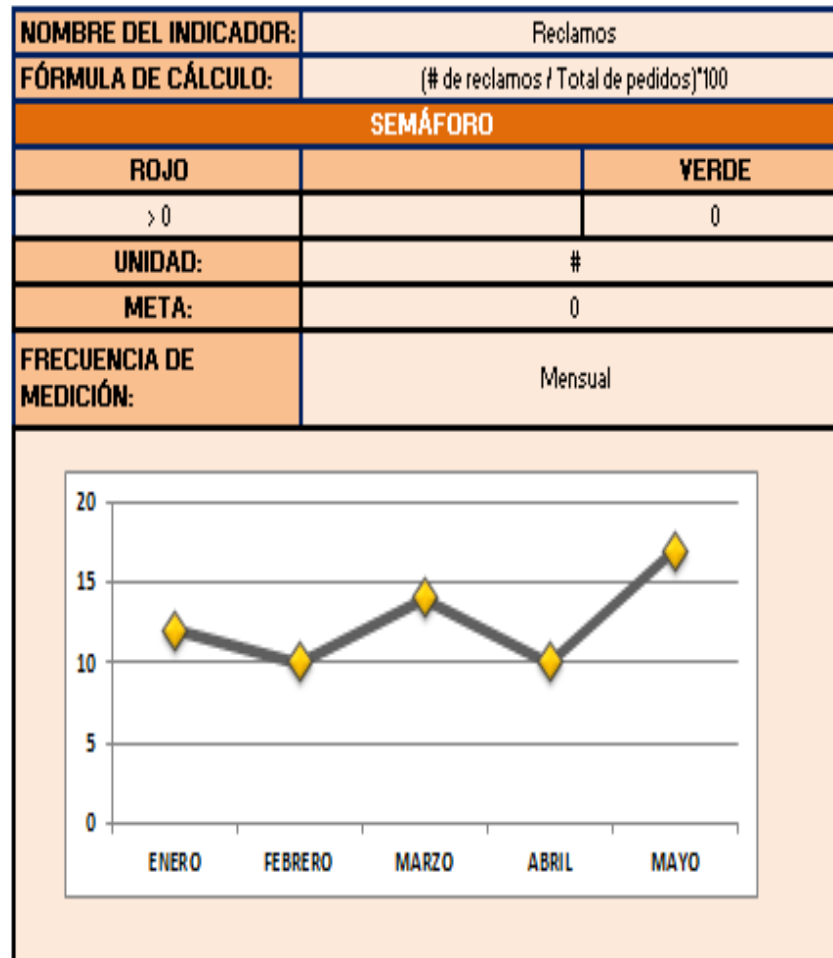 NOMBRE DEL INDICADOR: Reclamos
FÓRMULA DE CÁLCULO: (# de reclamos / Total de pedidos)*100
SEMÁFORO
ROJO VERDE
> 0 0
UNIDAD: #
META: 0
FRECUENCIA DE
MEDICIÓN: Mensual
20
15
10
5
0
ENERO FEBRERO MARZO ABRIL MAYO